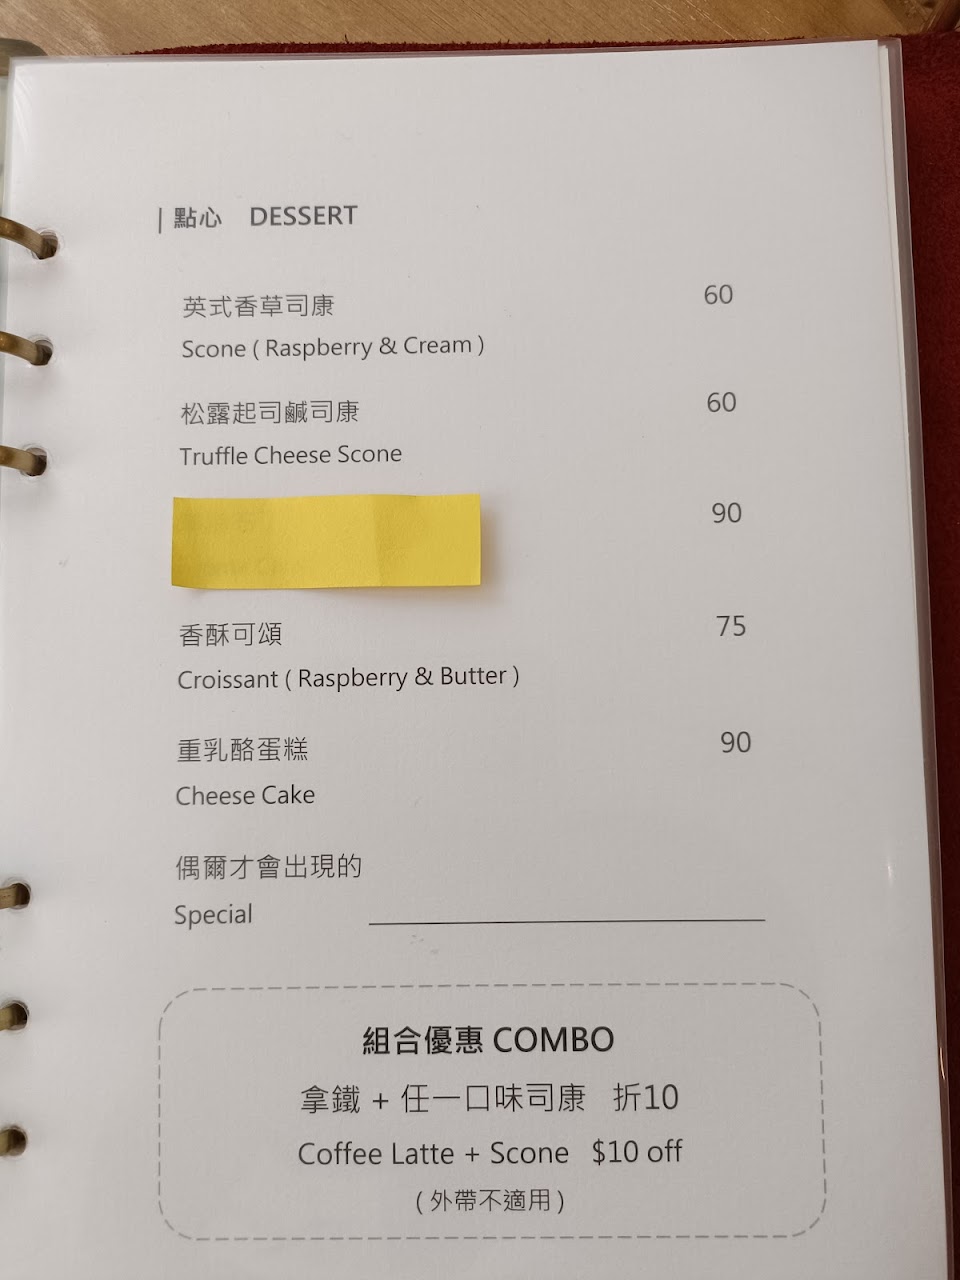 | 點心 DESSERT
英式香草司康 60
Scone ( Raspberry & Cream )
松露起司鹹司康 60
Truffle Cheese Scone
90
香酥可頌 75
Croissant ( Raspberry & Butter )
重乳酪蛋糕 90
Cheese Cake
偶爾才會出現的
Special
組合優惠 COMBO
拿鐵 + 任一口味司康 折10
Coffee Latte + Scone $10 off
( 外帶不適用 )